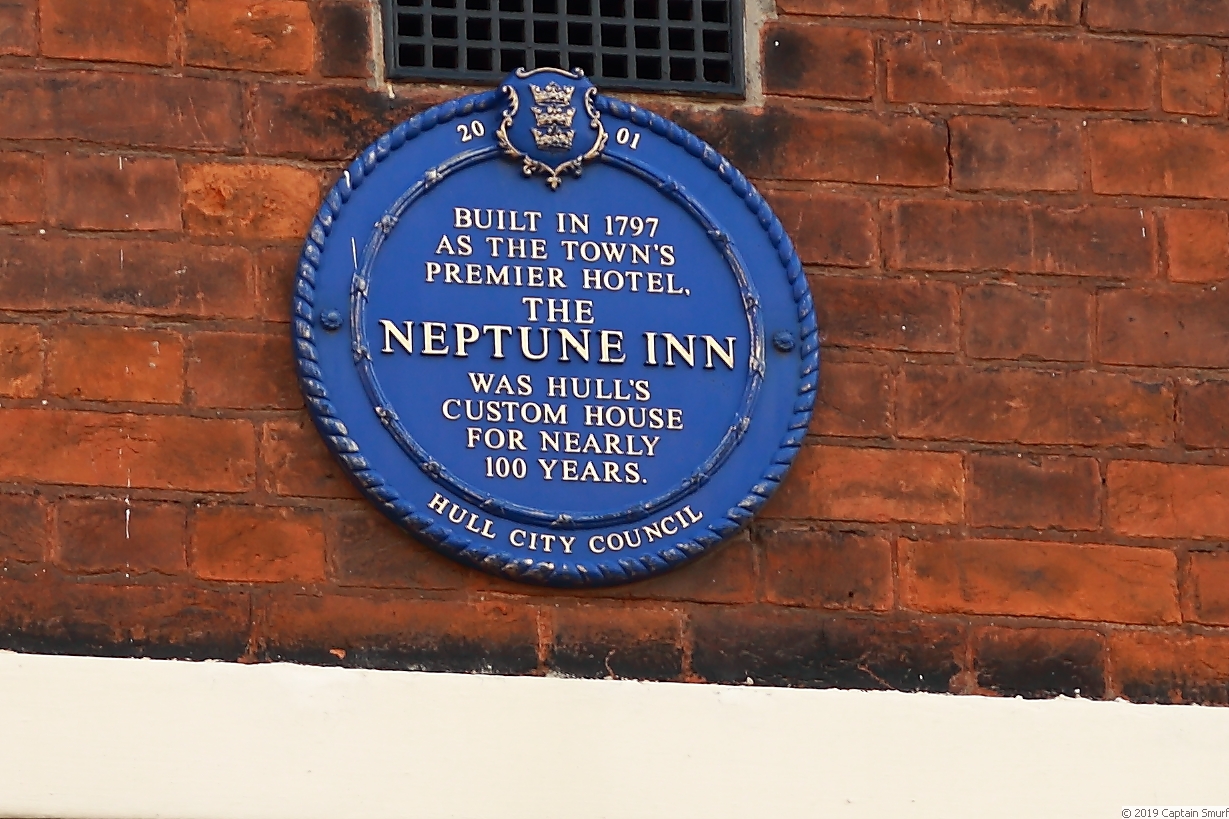 20 01
BUILT IN 1797
AS THE TOWN'S
PREMIER HOTEL,
THE
NEPTUNE INN
WAS HULL'S
CUSTOM HOUSE
FOR NEARLY
100 YEARS.
HULL CITY COUNCIL
© 2019 Captain Smurf